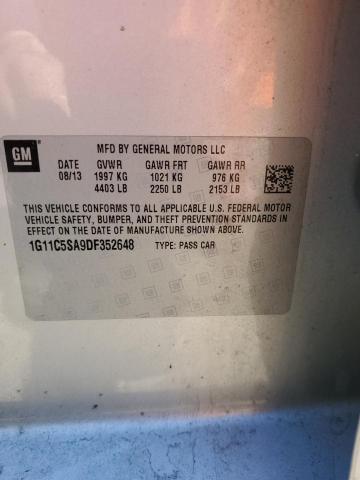 GM
MFD BY GENERAL MOTORS LLC
DATE GVWR GAWR FRT GAWR RR
08/13 1997 KG 1021 KG 976 KG
4403 LB 2250 LB 2153 LB
THIS VEHICLE CONFORMS TO ALL APPLICABLE U.S. FEDERAL MOTOR
VEHICLE SAFETY, BUMPER, AND THEFT PREVENTION STANDARDS IN
EFFECT ON THE DATE OF MANUFACTURE SHOWN ABOVE.
1G11C5SA9DF352648 TYPE: PASS CAR